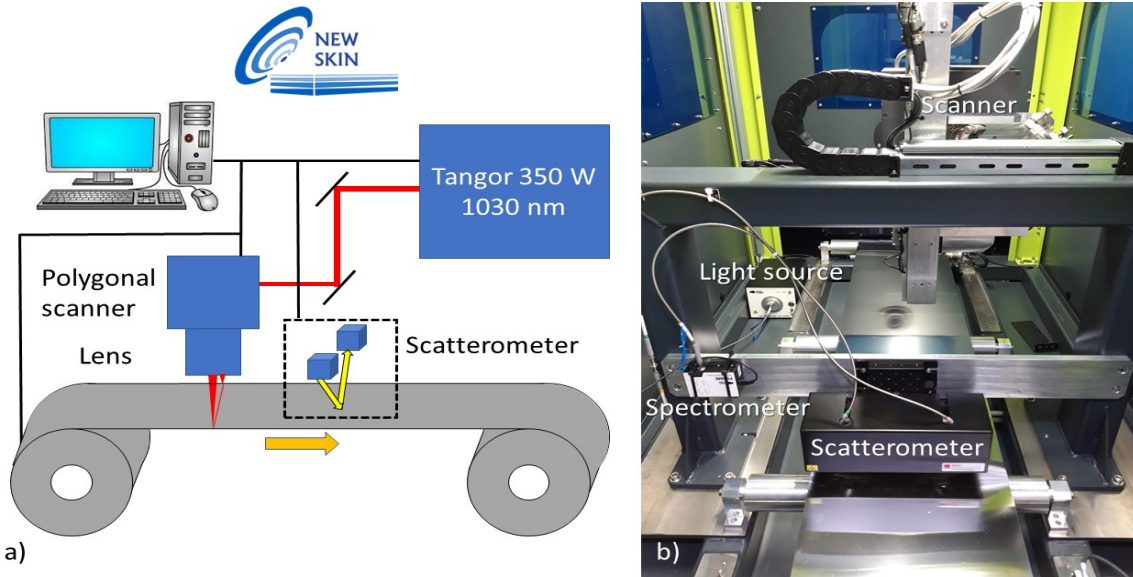 NEW
SKIN
Tangor 350 W
1030 nm
Polygonal
scanner
Lens
Scatterometer
a)
Scanner
Light source
Spectrometer
Scatterometer
b)